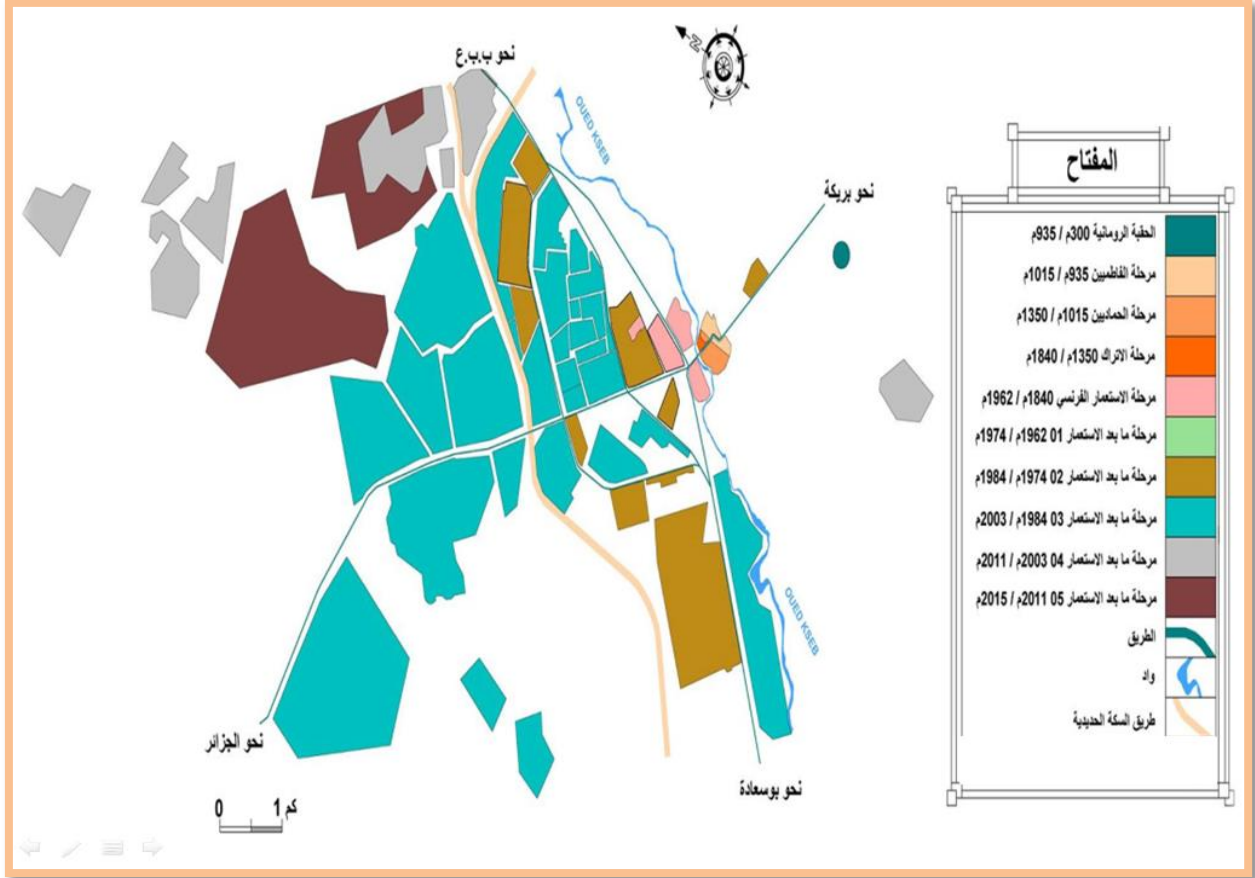 نحو ب.ب.ع
N
OUED KSEB
نحو بريكة
OUED KSEB
نحو الجزائر
نحو بوسعادة
0 1 كم
المفتاح
الحقبة الرومانية 300م / 935م
مرحلة الفاطميين 935م / 1015م
مرحلة الحماديين 1015م / 1350م
مرحلة الاتراك 1350م / 1840م
مرحلة الاستعمار الفرنسي 1840م / 1962م
مرحلة ما بعد الاستعمار 01 1962م / 1974م
مرحلة ما بعد الاستعمار 02 1974م / 1984م
مرحلة ما بعد الاستعمار 03 1984م / 2003م
مرحلة ما بعد الاستعمار 04 2003م / 2011م
مرحلة ما بعد الاستعمار 05 2011م / 2015م
الطريق
واد
طريق السكة الحديدية